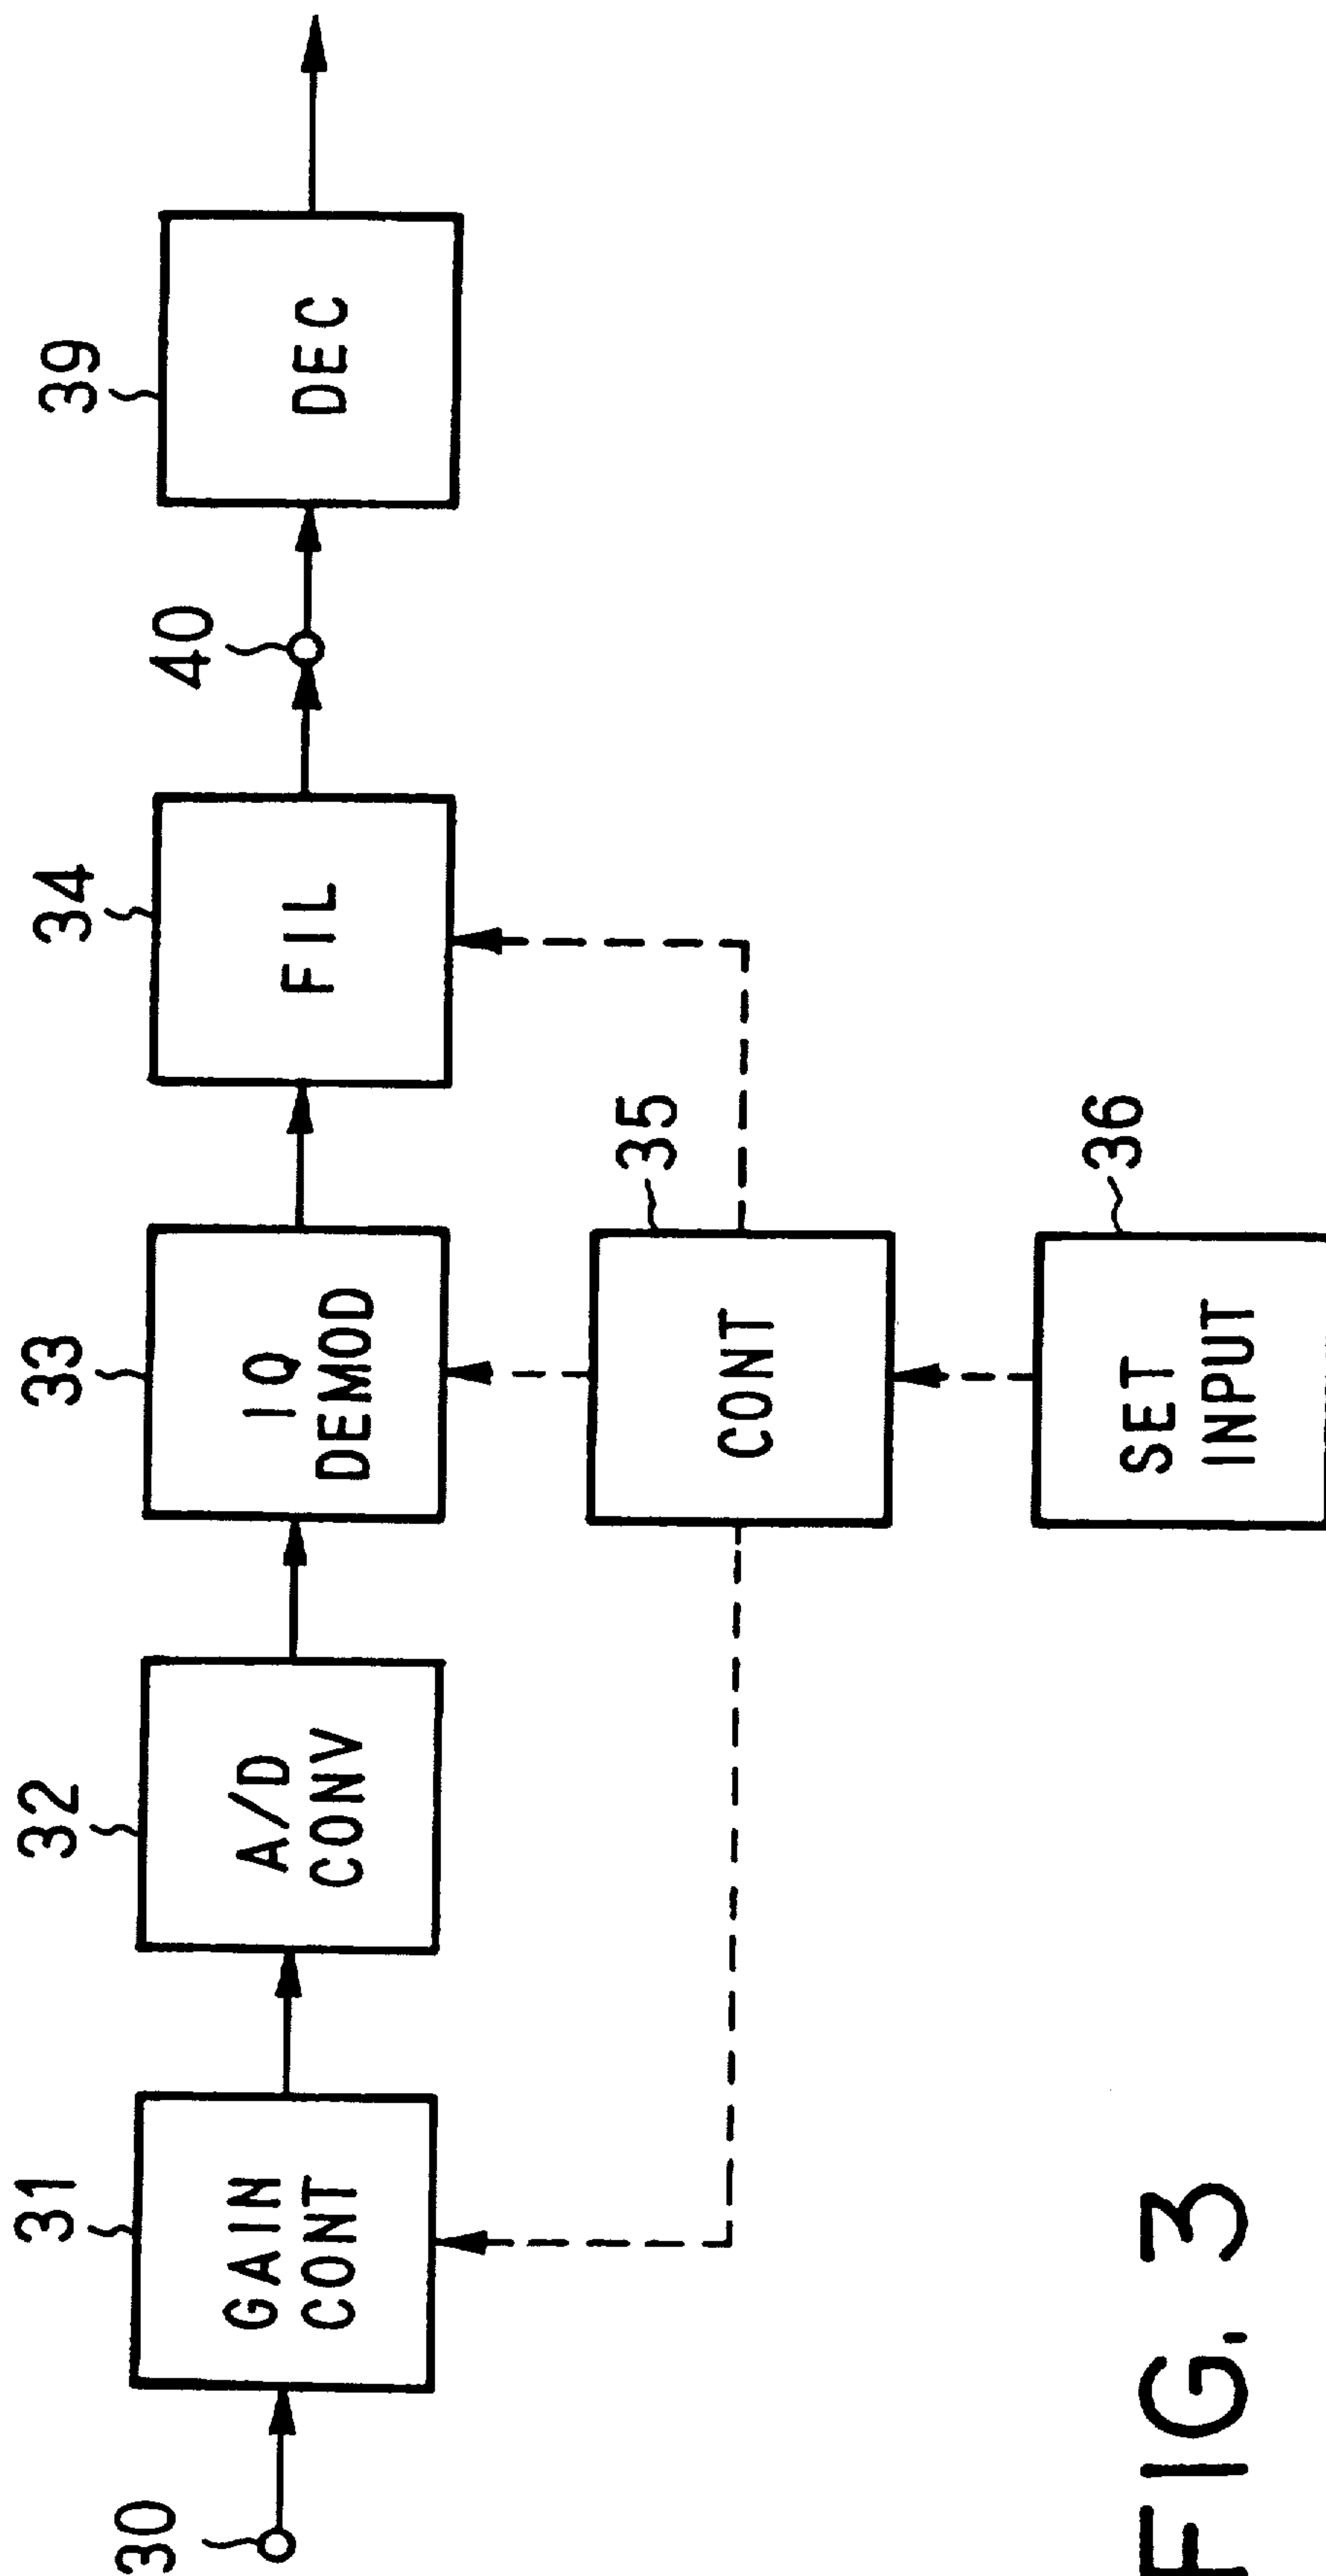 30
31
GAIN
CONT
32
A/D
CONV
33
IQ
DEMOD
34
FIL
40
39
DEC
35
CONT
36
SET
INPUT
FIG. 3